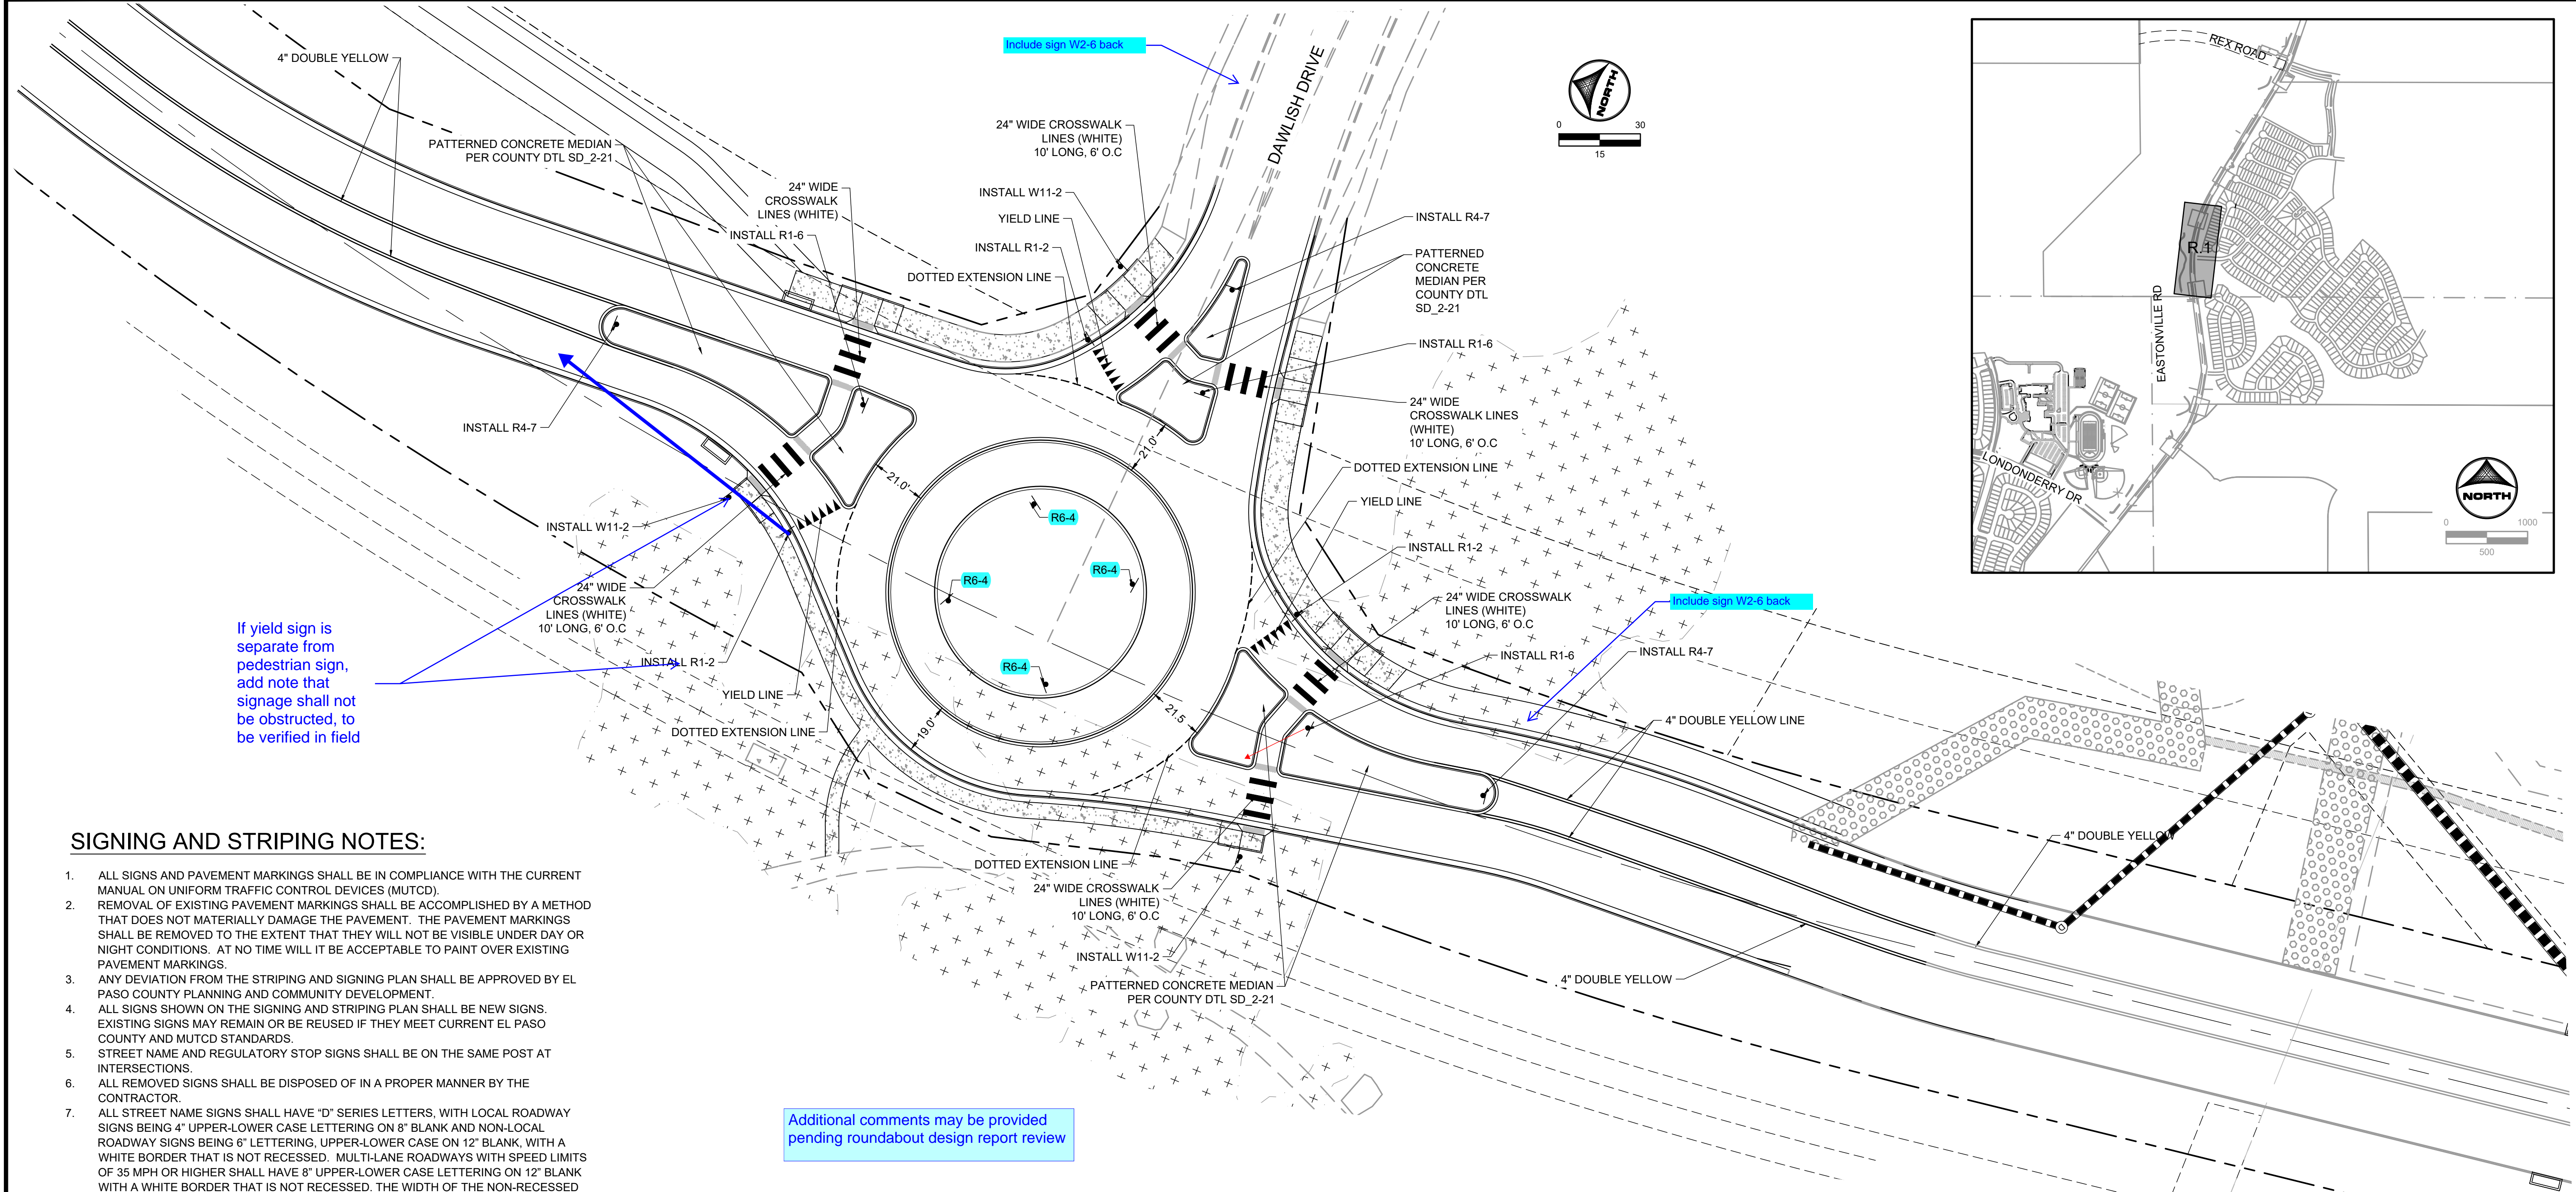 4" DOUBLE YELLOW
PATTERNED CONCRETE MEDIAN
PER COUNTY DTL SD_2-21
24" WIDE
CROSSWALK
LINES (WHITE)
INSTALL R1-6
Include sign W2-6 back
24" WIDE CROSSWALK
LINES (WHITE)
10' LONG, 6' O.C
INSTALL W11-2
YIELD LINE
INSTALL R1-2
DOTTED EXTENSION LINE
DAWLISH DRIVE
NORTH
0
30
15
INSTALL R4-7
PATTERNED
CONCRETE
MEDIAN PER
COUNTY DTL
SD_2-21
INSTALL R1-6
24" WIDE
CROSSWALK LINES
(WHITE)
10' LONG, 6' O.C
DOTTED EXTENSION LINE
YIELD LINE
INSTALL R1-2
24" WIDE CROSSWALK
LINES (WHITE)
10' LONG, 6' O.C
INSTALL R1-6
Include sign W2-6 back
INSTALL R4-7
4" DOUBLE YELLOW LINE
4" DOUBLE YELLOW
4" DOUBLE YELLOW
REX ROAD
R.1
EASTONVILLE RD
LONDONDERRY DR
NORTH
0
1000
500
INSTALL R4-7
21.0'
21.0'
R6-4
R6-4
R6-4
R6-4
19.0'
21.5
INSTALL W11-2
24" WIDE
CROSSWALK
LINES (WHITE)
10' LONG, 6' O.C
INSTALL R1-2
YIELD LINE
DOTTED EXTENSION LINE
If yield sign is
separate from
pedestrian sign,
add note that
signage shall not
be obstructed, to
be verified in field
DOTTED EXTENSION LINE
24" WIDE CROSSWALK
LINES (WHITE)
10' LONG, 6' O.C
INSTALL W11-2
PATTERNED CONCRETE MEDIAN
PER COUNTY DTL SD_2-21
SIGNING AND STRIPING NOTES:
1. ALL SIGNS AND PAVEMENT MARKINGS SHALL BE IN COMPLIANCE WITH THE CURRENT
MANUAL ON UNIFORM TRAFFIC CONTROL DEVICES (MUTCD).
2. REMOVAL OF EXISTING PAVEMENT MARKINGS SHALL BE ACCOMPLISHED BY A METHOD
THAT DOES NOT MATERIALLY DAMAGE THE PAVEMENT. THE PAVEMENT MARKINGS
SHALL BE REMOVED TO THE EXTENT THAT THEY WILL NOT BE VISIBLE UNDER DAY OR
NIGHT CONDITIONS. AT NO TIME WILL IT BE ACCEPTABLE TO PAINT OVER EXISTING
PAVEMENT MARKINGS.
3. ANY DEVIATION FROM THE STRIPING AND SIGNING PLAN SHALL BE APPROVED BY EL
PASO COUNTY PLANNING AND COMMUNITY DEVELOPMENT.
4. ALL SIGNS SHOWN ON THE SIGNING AND STRIPING PLAN SHALL BE NEW SIGNS.
EXISTING SIGNS MAY REMAIN OR BE REUSED IF THEY MEET CURRENT EL PASO
COUNTY AND MUTCD STANDARDS.
5. STREET NAME AND REGULATORY STOP SIGNS SHALL BE ON THE SAME POST AT
INTERSECTIONS.
6. ALL REMOVED SIGNS SHALL BE DISPOSED OF IN A PROPER MANNER BY THE
CONTRACTOR.
7. ALL STREET NAME SIGNS SHALL HAVE “D” SERIES LETTERS, WITH LOCAL ROADWAY
SIGNS BEING 4” UPPER-LOWER CASE LETTERING ON 8” BLANK AND NON-LOCAL
ROADWAY SIGNS BEING 6” LETTERING, UPPER-LOWER CASE ON 12” BLANK, WITH A
WHITE BORDER THAT IS NOT RECESSED. MULTI-LANE ROADWAYS WITH SPEED LIMITS
OF 35 MPH OR HIGHER SHALL HAVE 8” UPPER-LOWER CASE LETTERING ON 12” BLANK
WITH A WHITE BORDER THAT IS NOT RECESSED. THE WIDTH OF THE NON-RECESSED
Additional comments may be provided
pending roundabout design report review